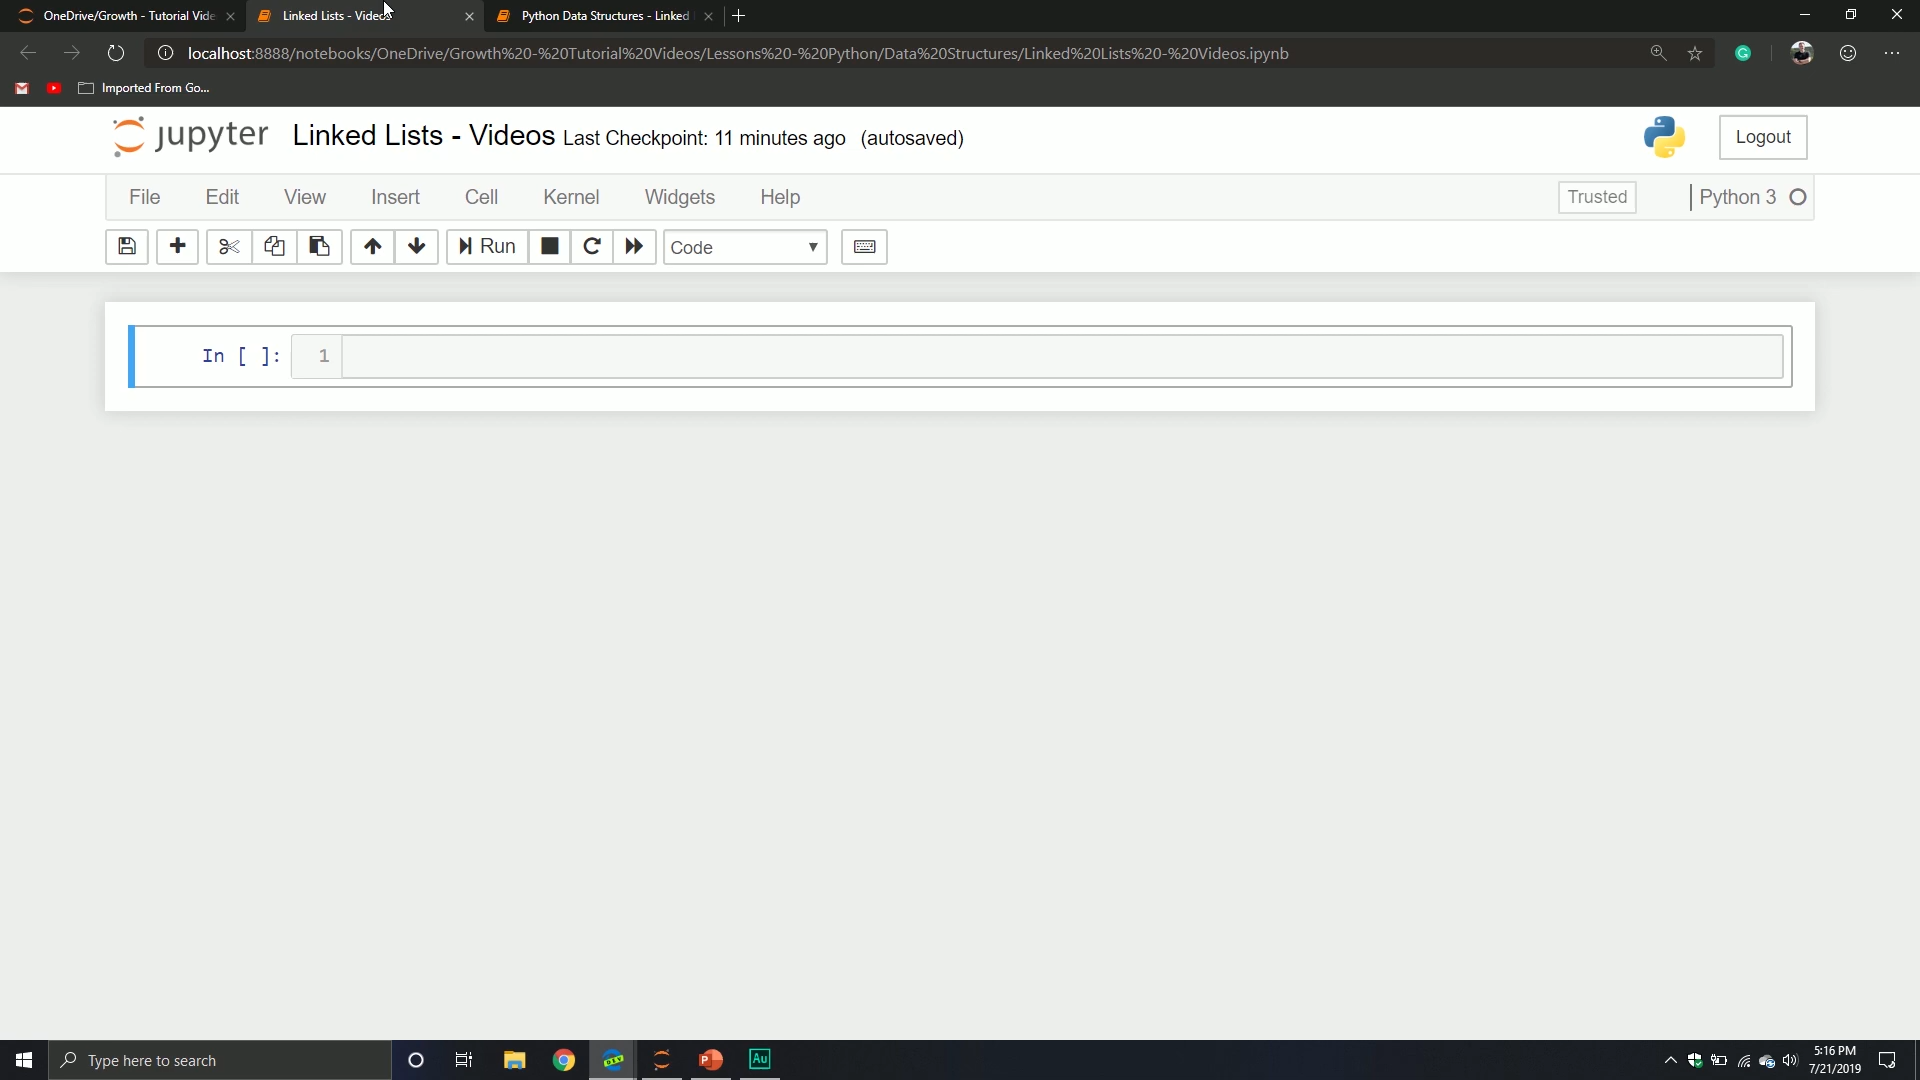 OneDrive/Growth - Tutorial Vide
Linked Lists - Videos
Python Data Structures - Linked
localhost:8888/notebooks/OneDrive/Growth%20-%20Tutorial%20Videos/Lessons%20-%20Python/Data%20Structures/Linked%20Lists%20-%20Videos.ipynb
Imported From Go...
jupyter Linked Lists - Videos Last Checkpoint: 11 minutes ago (autosaved)
Logout
File Edit View Insert Cell Kernel Widgets Help
Trusted
Python 3
Run
Code
In [ ]: 1
Type here to search
DEV
P
Au
5:16 PM
7/21/2019